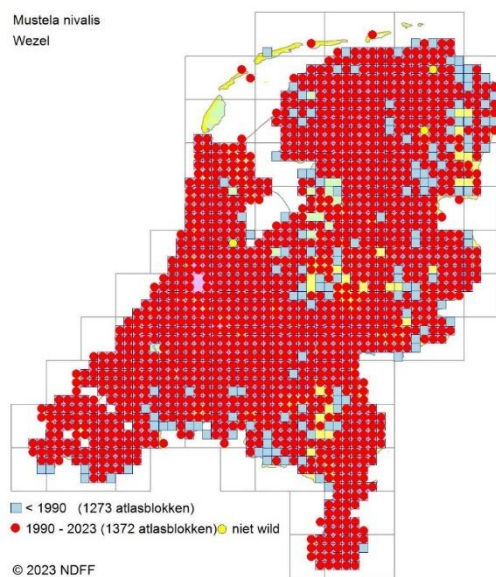 Mustela nivalis
Wezel
< 1990 (1273 atlasblokken)
1990 - 2023 (1372 atlasblokken) niet wild
© 2023 NDFF